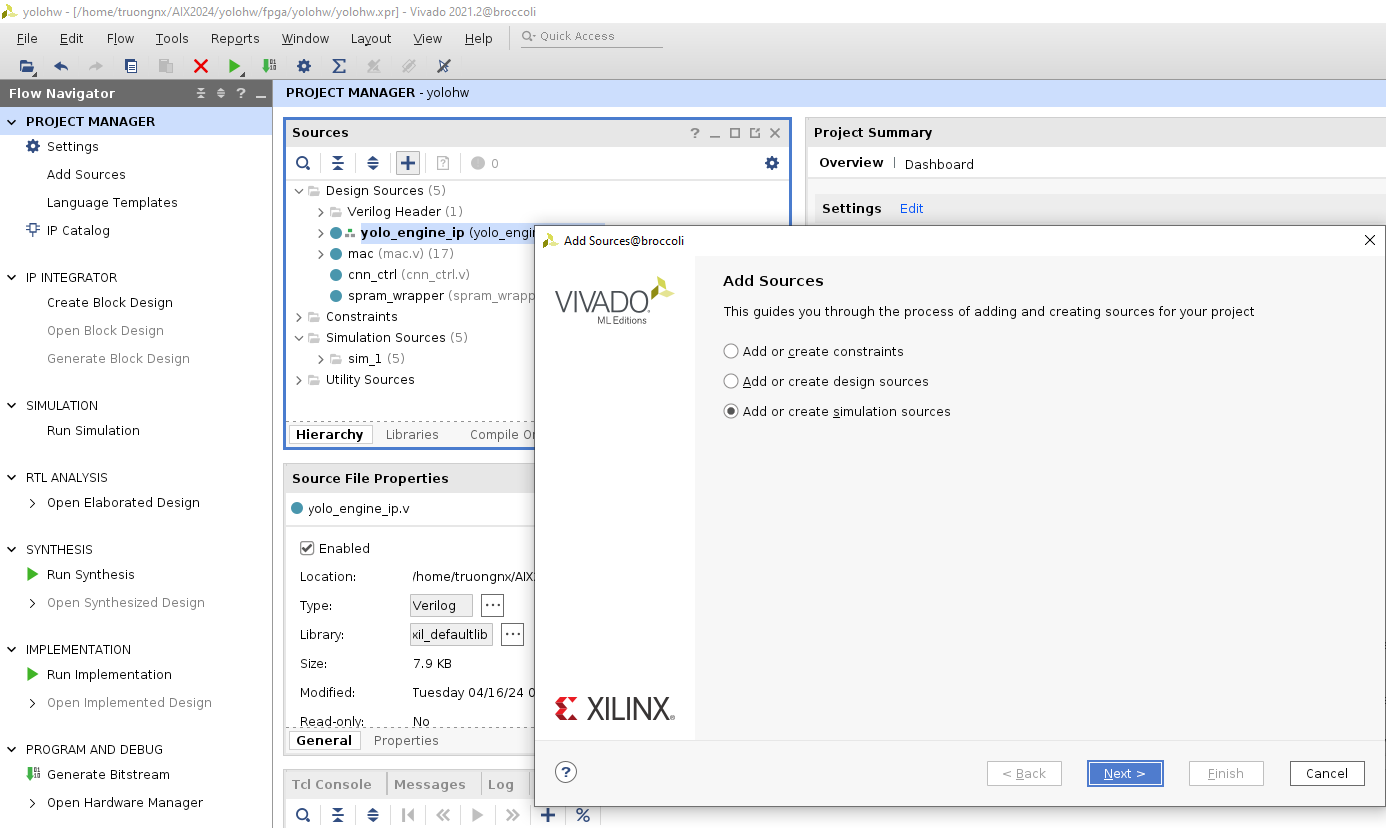 yolohw - [/home/truongnx/AIX2024/yolohw/fpga/yolohw/yolohw.xpr] - Vivado 2021.2@broccoli
File Edit Flow Tools Reports Window Layout View Help Quick Access
Flow Navigator
PROJECT MANAGER
Settings
Add Sources
Language Templates
IP Catalog
IP INTEGRATOR
Create Block Design
Open Block Design
Generate Block Design
SIMULATION
Run Simulation
RTL ANALYSIS
Open Elaborated Design
SYNTHESIS
Run Synthesis
Open Synthesized Design
IMPLEMENTATION
Run Implementation
Open Implemented Design
PROGRAM AND DEBUG
Generate Bitstream
Open Hardware Manager
PROJECT MANAGER - yolohw
Sources
0
Design Sources (5)
Verilog Header (1)
yolo_engine_ip (yolo_engi
mac (mac.v) (17)
cnn_ctrl (cnn_ctrl.v)
spram_wrapper (spram_wrapp
Constraints
Simulation Sources (5)
sim_1 (5)
Utility Sources
Hierarchy Libraries Compile Or
Source File Properties
yolo_engine_ip.v
Enabled
Location: /home/truongnx/AIX
Type: Verilog
Library: xil_defaultlib
Size: 7.9 KB
Modified: Tuesday 04/16/24 0
Read-only: No
General Properties
Tcl Console Messages Log
Project Summary
Overview Dashboard
Settings Edit
Add Sources@broccoli
VIVADO
ML Editions
XILINX
Add Sources
This guides you through the process of adding and creating sources for your project
Add or create constraints
Add or create design sources
Add or create simulation sources
< Back Next > Finish Cancel